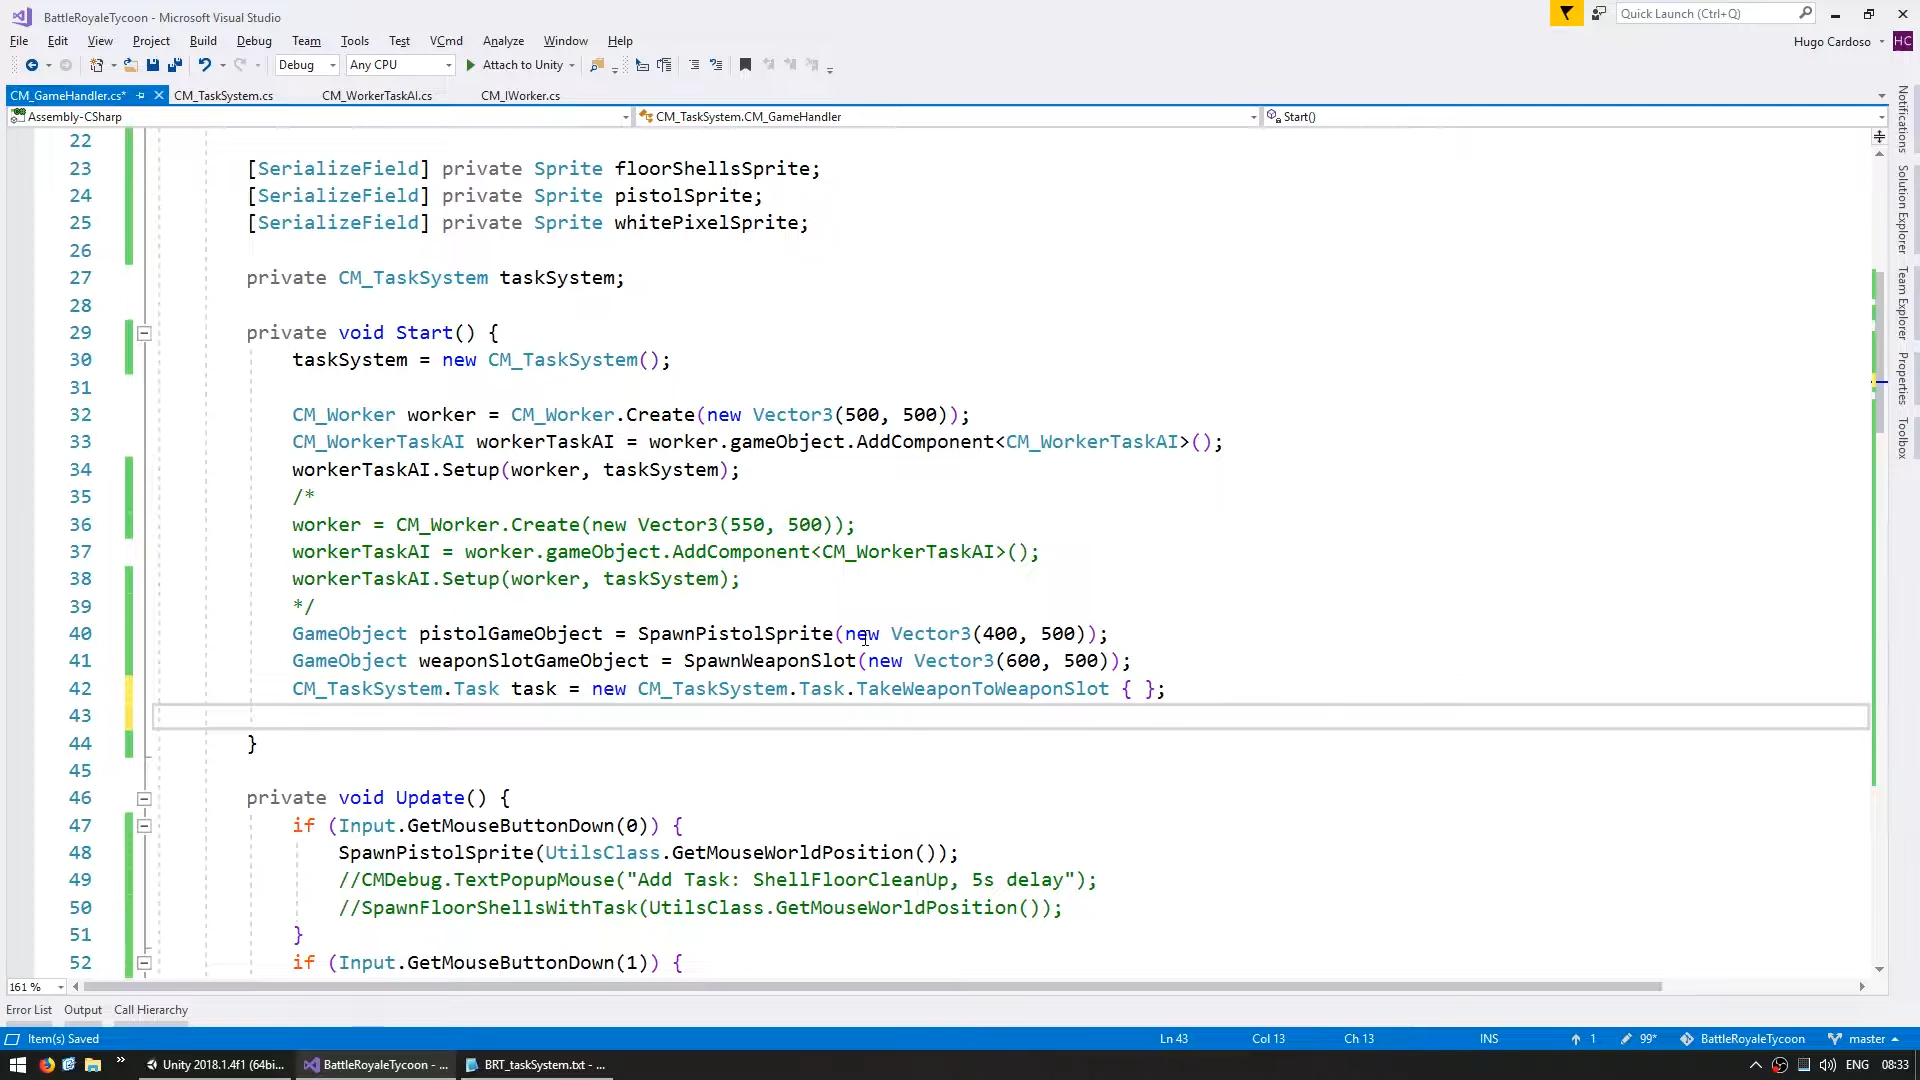 BattleRoyaleTycoon - Microsoft Visual Studio
Quick Launch (Ctrl+Q)
File Edit View Project Build Debug Team Tools Test VCmd Analyze Window Help
Hugo Cardoso HC
Debug Any CPU Attach to Unity
CM_GameHandler.cs* CM_TaskSystem.cs CM_WorkerTaskAI.cs CM_IWorker.cs
Assembly-CSharp CM_TaskSystem.CM_GameHandler Start()
22
23 [SerializeField] private Sprite floorShellsSprite;
24 [SerializeField] private Sprite pistolSprite;
25 [SerializeField] private Sprite whitePixelSprite;
26
27 private CM_TaskSystem taskSystem;
28
29 private void Start() {
30 taskSystem = new CM_TaskSystem();
31
32 CM_Worker worker = CM_Worker.Create(new Vector3(500, 500));
33 CM_WorkerTaskAI workerTaskAI = worker.gameObject.AddComponent<CM_WorkerTaskAI>();
34 workerTaskAI.Setup(worker, taskSystem);
35 /*
36 worker = CM_Worker.Create(new Vector3(550, 500));
37 workerTaskAI = worker.gameObject.AddComponent<CM_WorkerTaskAI>();
38 workerTaskAI.Setup(worker, taskSystem);
39 */
40 GameObject pistolGameObject = SpawnPistolSprite(new Vector3(400, 500));
41 GameObject weaponSlotGameObject = SpawnWeaponSlot(new Vector3(600, 500));
42 CM_TaskSystem.Task task = new CM_TaskSystem.Task.TakeWeaponToWeaponSlot { };
43
44 }
45
46 private void Update() {
47 if (Input.GetMouseButtonDown(0)) {
48 SpawnPistolSprite(UtilsClass.GetMouseWorldPosition());
49 //CMDebug.TextPopupMouse("Add Task: ShellFloorCleanUp, 5s delay");
50 //SpawnFloorShellsWithTask(UtilsClass.GetMouseWorldPosition());
51 }
52 if (Input.GetMouseButtonDown(1)) {
Notifications
Solution Explorer
Team Explorer
Properties
Toolbox
161 %
Error List Output Call Hierarchy
Item(s) Saved Ln 43 Col 13 Ch 13 INS 1 99* BattleRoyaleTycoon master
» Unity 2018.1.4f1 (64bi... BattleRoyaleTycoon - ... BRT_taskSystem.txt - ... ENG 08:33